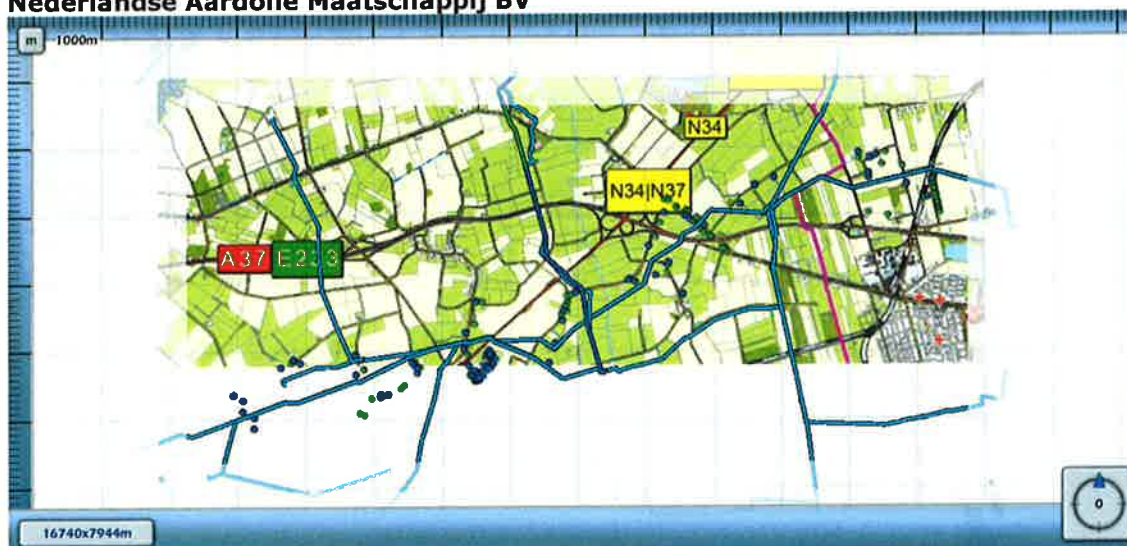 Nederlandse Aardolie Maatschappij BV
m
1000m
N34
N34|N37
A37
E233
0
16740x7944m